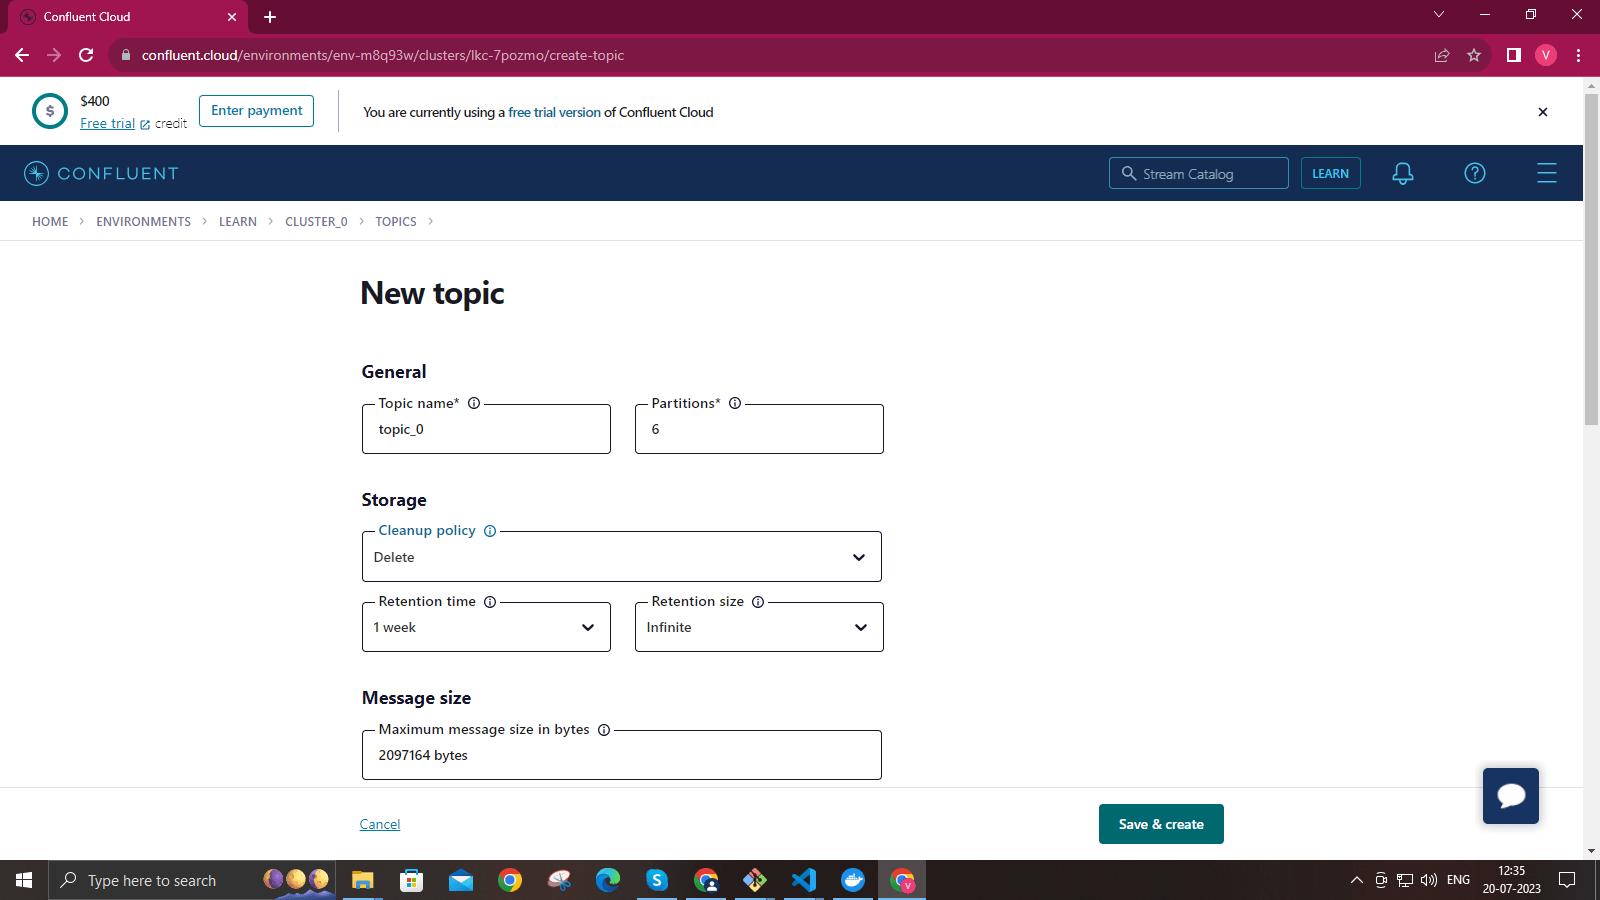 Confluent Cloud
confluent.cloud/environments/env-m8q93w/clusters/lkc-7pozmo/create-topic
V
$
$400
Free trial credit
Enter payment
You are currently using a free trial version of Confluent Cloud
CONFLUENT
Stream Catalog
LEARN
HOME > ENVIRONMENTS > LEARN > CLUSTER_0 > TOPICS >
New topic
General
Topic name*
topic_0
Partitions*
6
Storage
Cleanup policy
Delete
Retention time
1 week
Retention size
Infinite
Message size
Maximum message size in bytes
2097164 bytes
Cancel
Save & create
Type here to search
S
V
ENG
12:35
20-07-2023